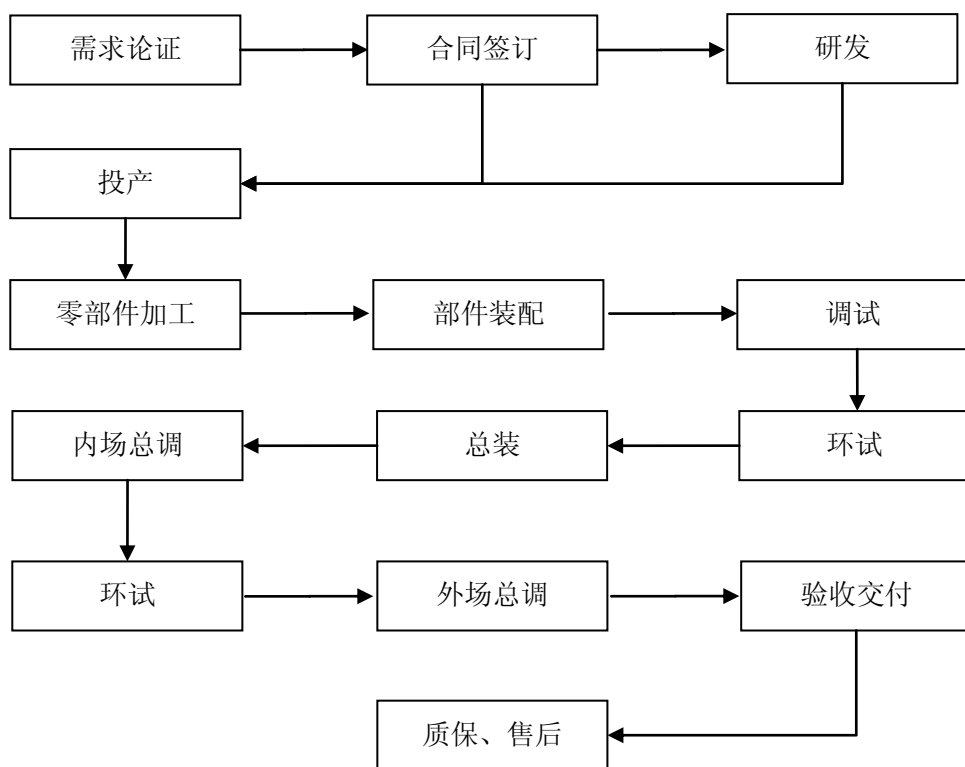 需求论证
合同签订
研发
投产
零部件加工
部件装配
调试
内场总调
总装
环试
环试
外场总调
验收交付
质保、售后